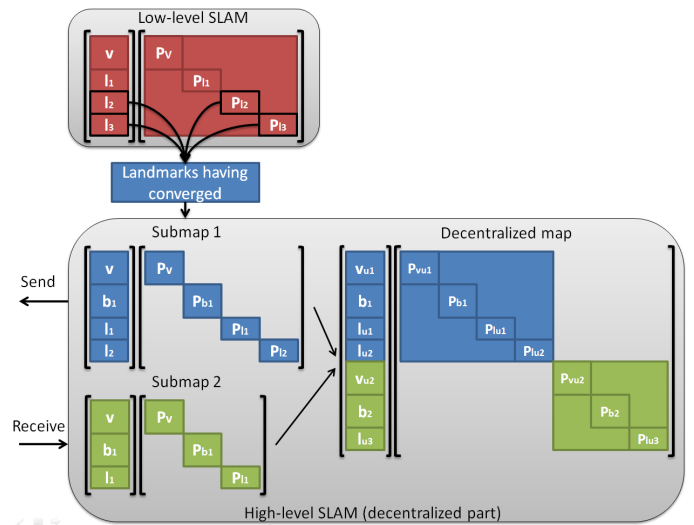 Low-level SLAM
v Pv
l1 Pl1
l2 Pl2
l3 Pl3
Landmarks having
converged
Submap 1
Decentralized map
Send
v Pv
b1 Pb1
l1 Pl1
l2 Pl2
vu1 Pvu1
b1 Pb1
lu1 Plu1
lu2 Plu2
vu2 Pvu2
b2 Pb2
lu3 Plu3
Submap 2
Receive
v Pv
b1 Pb1
l1 Pl1
High-level SLAM (decentralized part)